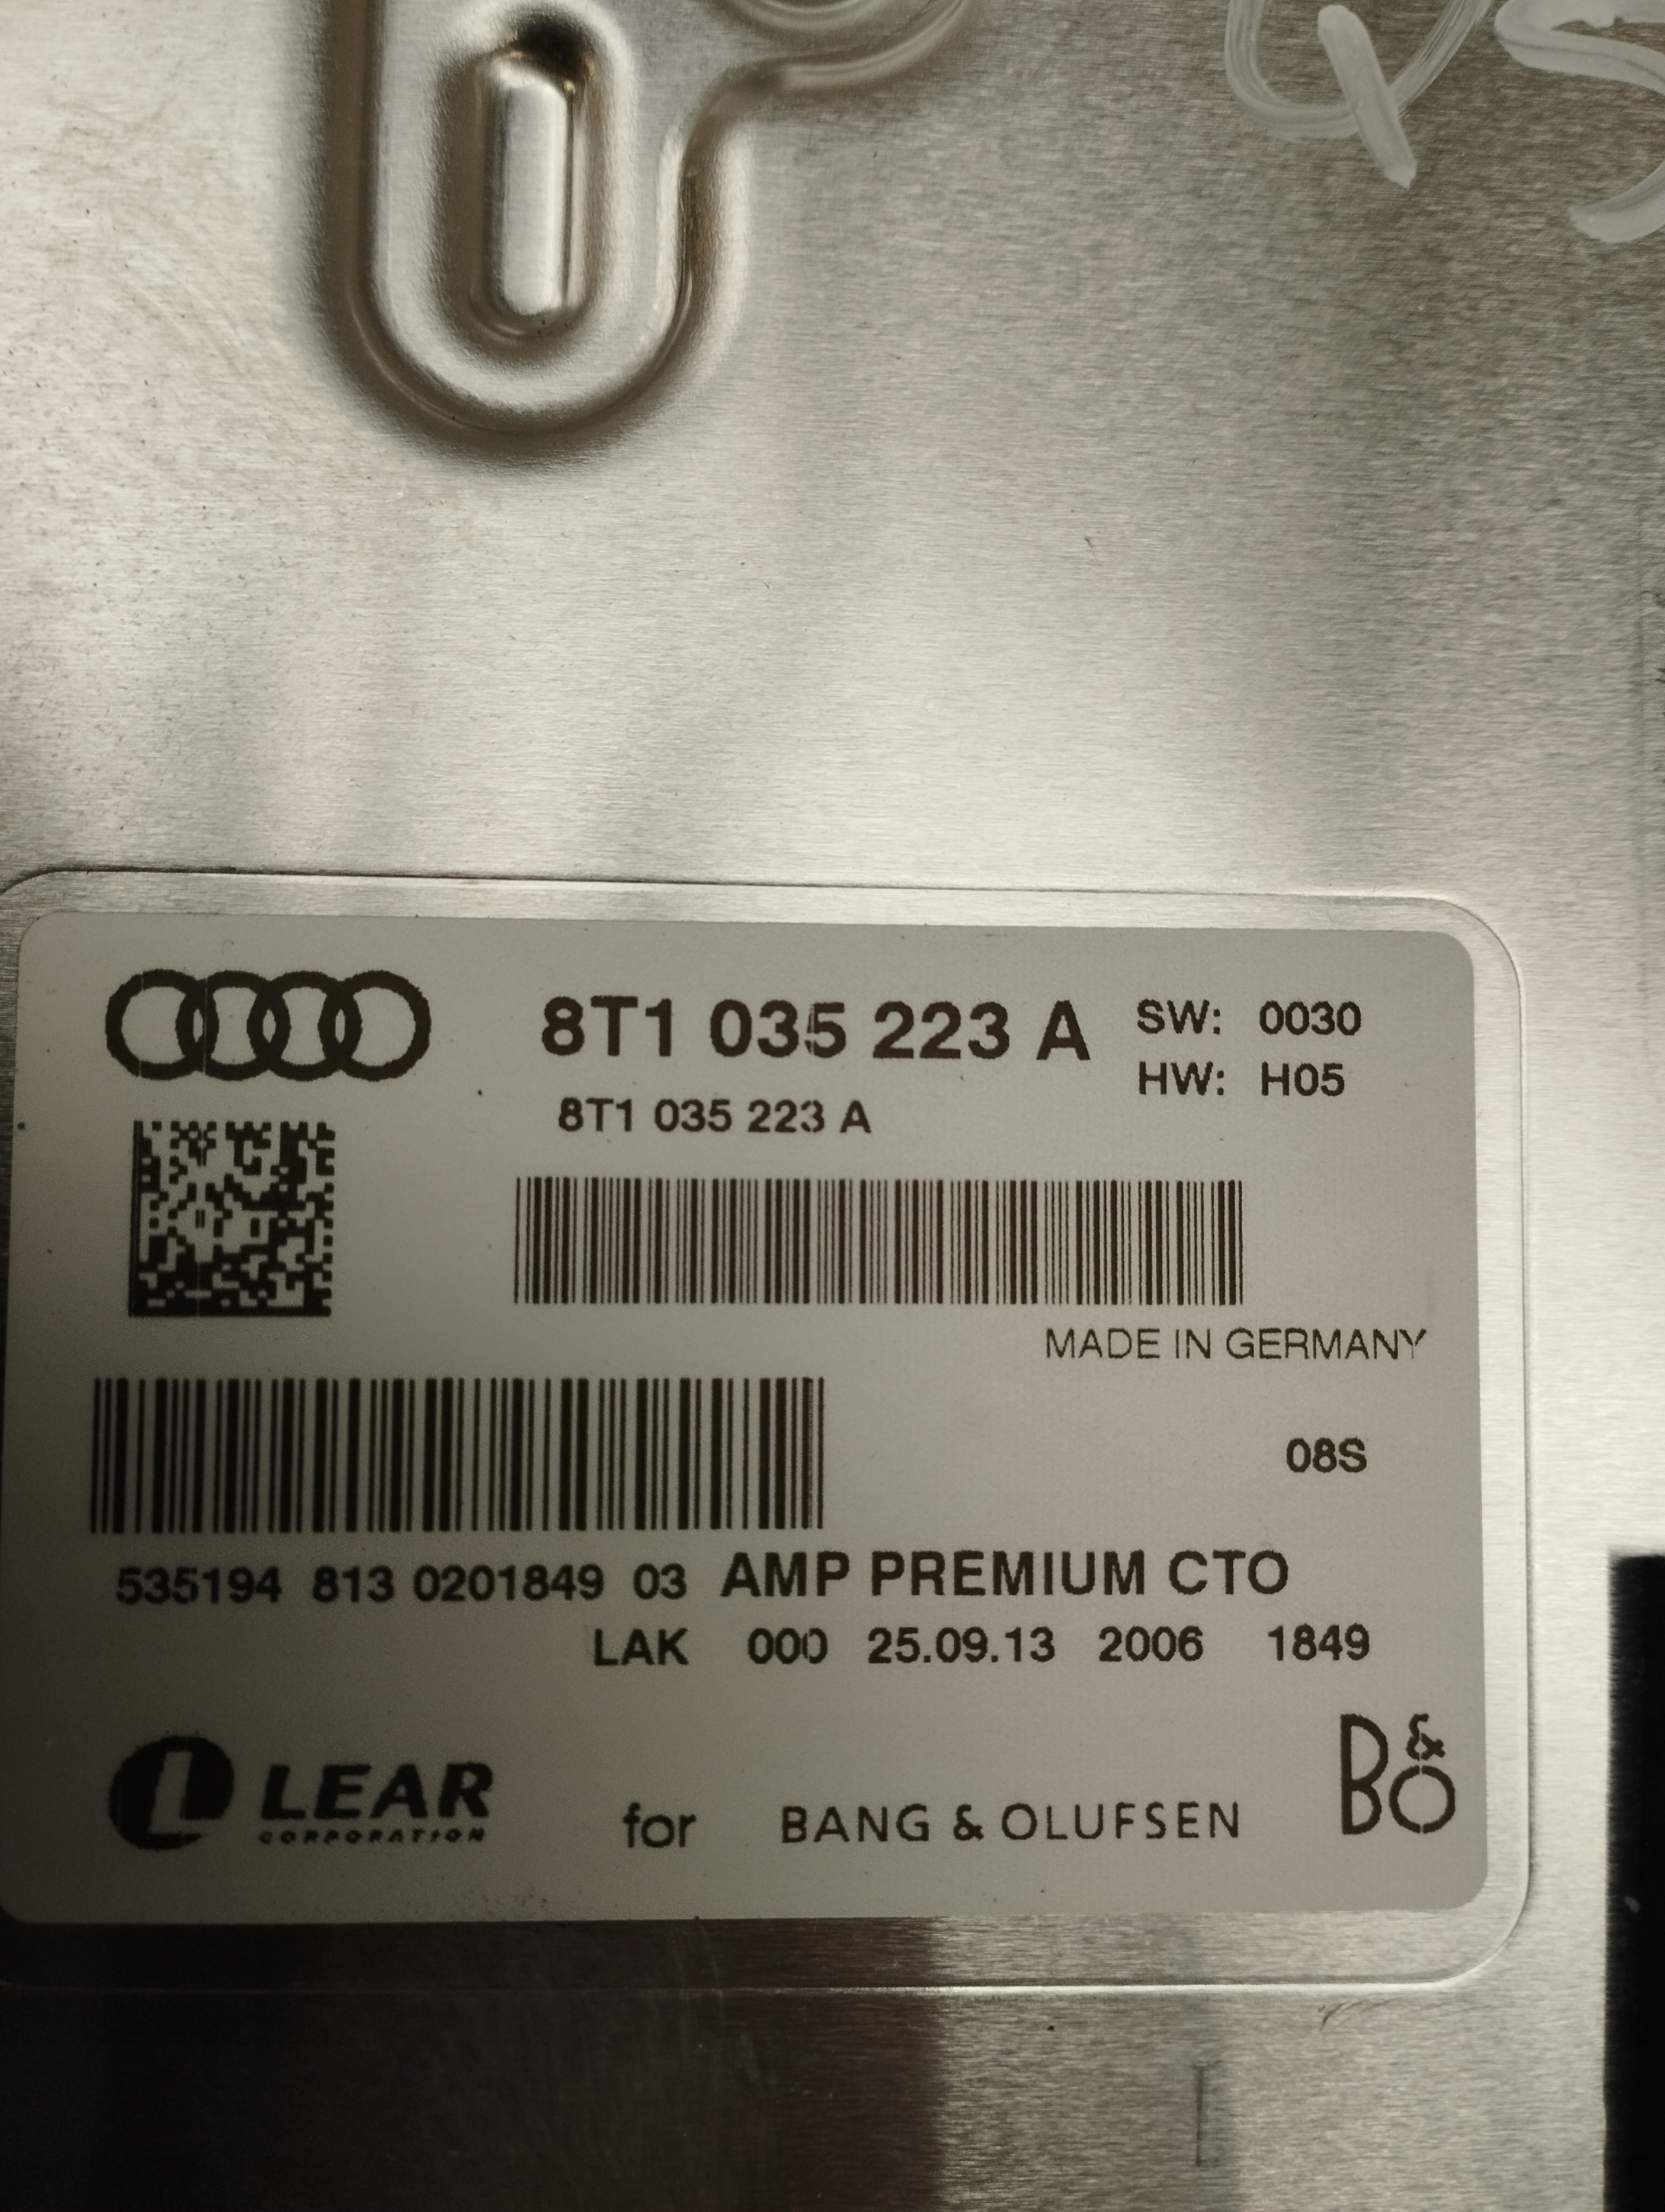 Q5
8T1 035 223 A
SW: 0030
HW: H05
8T1 035 223 A
MADE IN GERMANY
08S
535194 813 0201849 03 AMP PREMIUM CTO
LAK 000 25.09.13 2006 1849
LEAR
CORPORATION
for BANG & OLUFSEN
B&O